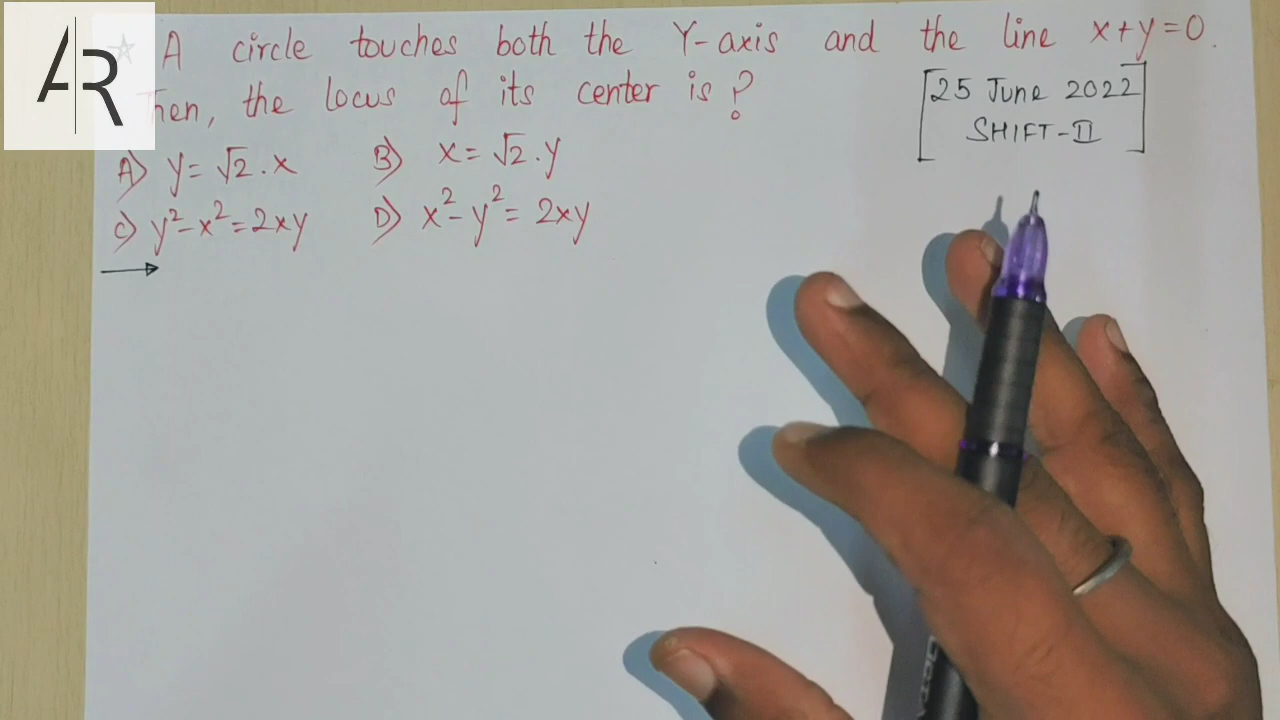 AR
☆ A circle touches both the Y-axis and the line x+y=0.
Then, the locus of its center is?
[25 June 2022
SHIFT-II]
A) y=√2.x B) x=√2.y
C) y²-x²=2xy D) x²-y²=2xy